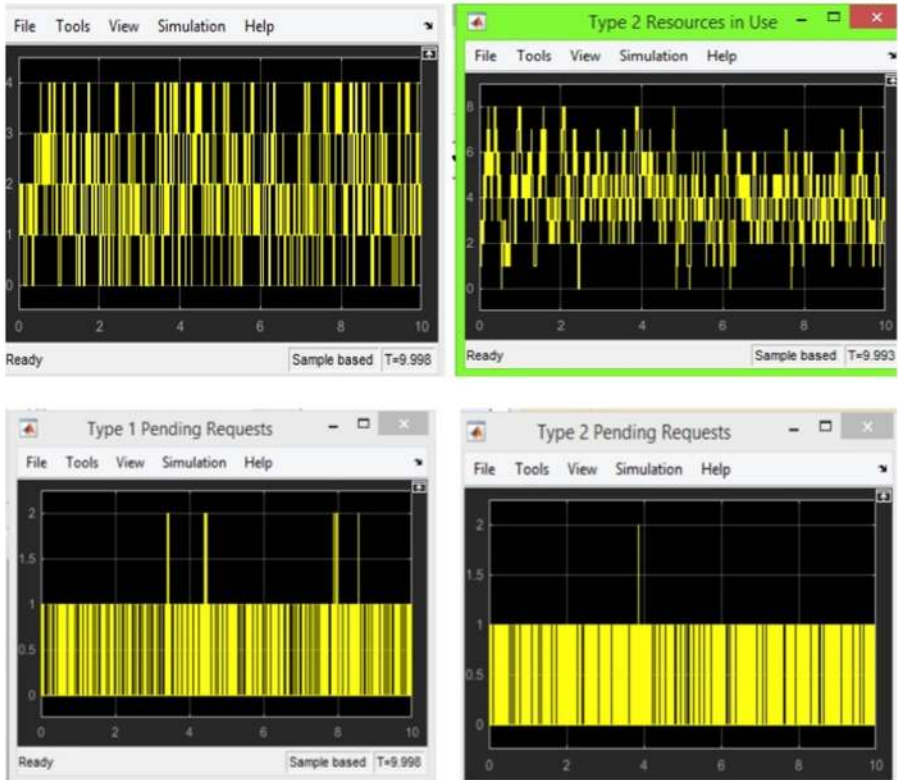 File Tools View Simulation Help
4
3
2
1
0
0 2 4 6 8 10
Ready Sample based T=9.998
Type 2 Resources in Use
File Tools View Simulation Help
8
6
4
2
0
0 2 4 6 8 10
Ready Sample based T=9.993
Type 1 Pending Requests
File Tools View Simulation Help
2
1.5
1
0.5
0
0 2 4 6 8 10
Ready Sample based T=9.998
Type 2 Pending Requests
File Tools View Simulation Help
2
1.5
1
0.5
0
0 2 4 6 8 10